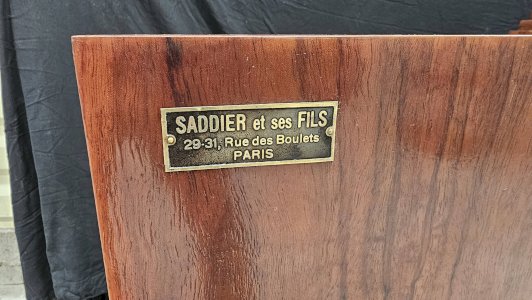 SADDIER et ses FILS
29-31, Rue des Boulets
PARIS